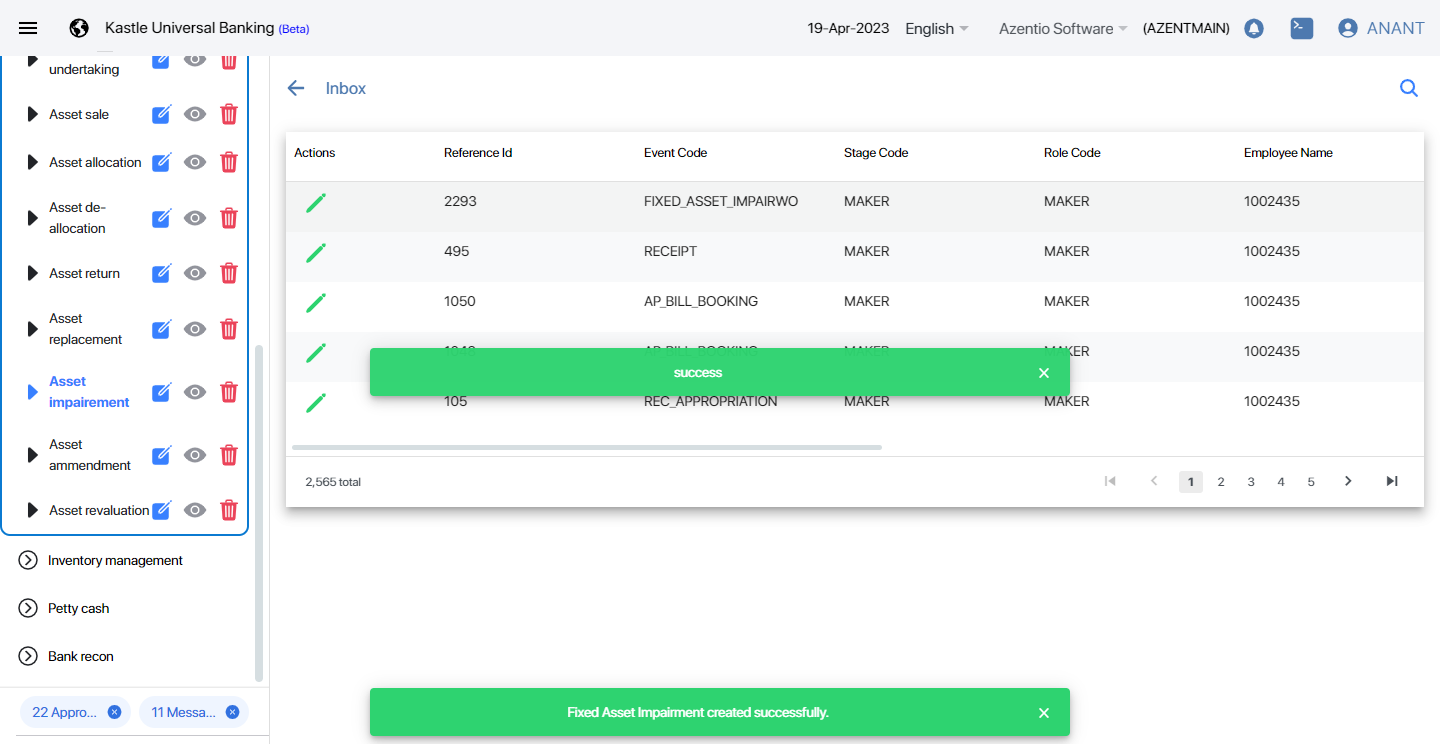 Kastle Universal Banking (Beta)
19-Apr-2023
English
Azentio Software
(AZENTMAIN)
ANANT
undertaking
Asset sale
Asset allocation
Asset de-
allocation
Asset return
Asset
replacement
Asset
impairement
Asset
ammendment
Asset revaluation
Inventory management
Petty cash
Bank recon
22 Appro...
11 Messa...
Inbox
Actions Reference Id Event Code Stage Code Role Code Employee Name
2293 FIXED_ASSET_IMPAIRWO MAKER MAKER 1002435
495 RECEIPT MAKER MAKER 1002435
1050 AP_BILL_BOOKING MAKER MAKER 1002435
AP_BILL_BOOKING MAKER MAKER 1002435
success
105 REC_APPROPRIATION MAKER MAKER 1002435
2,565 total
1 2 3 4 5
Fixed Asset Impairment created successfully.